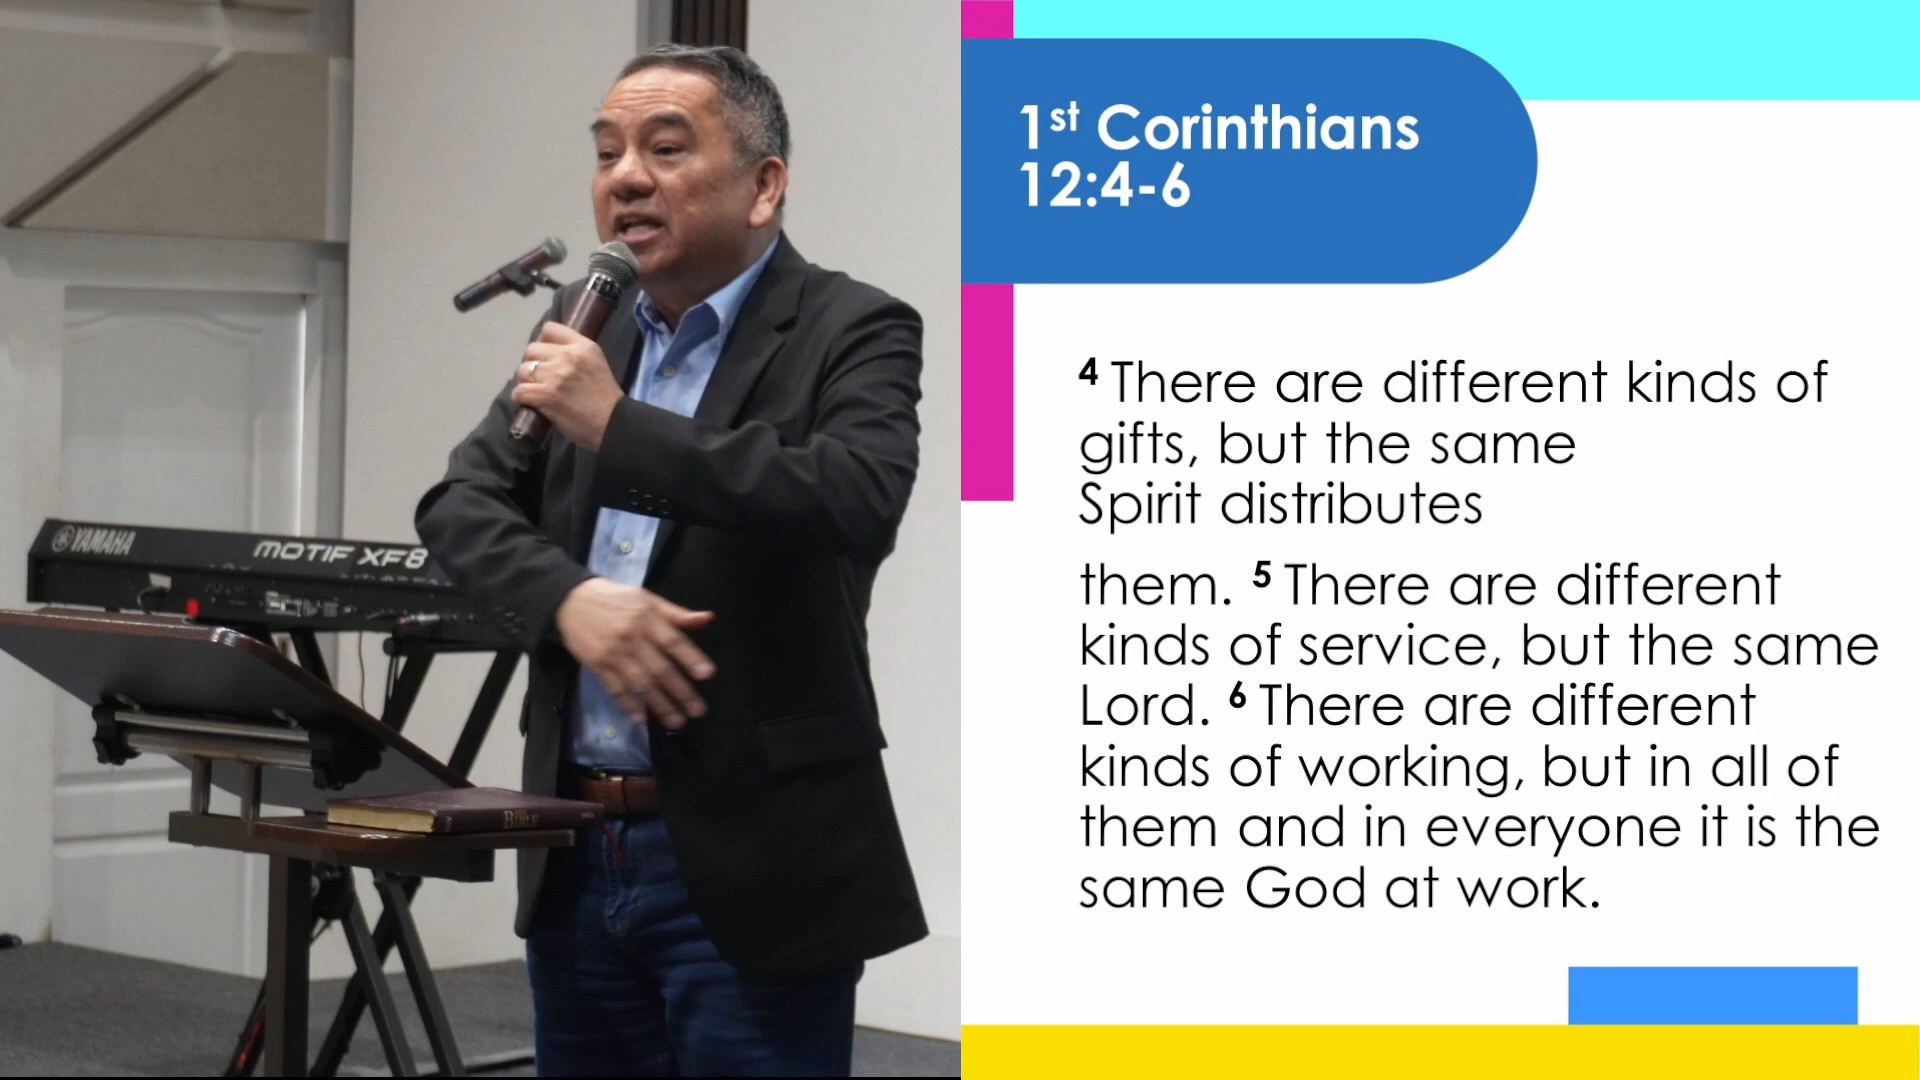 YAMAHA
MOTIF XF8
BIBLE
1st Corinthians
12:4-6
4 There are different kinds of
gifts, but the same
Spirit distributes
them. 5 There are different
kinds of service, but the same
Lord. 6 There are different
kinds of working, but in all of
them and in everyone it is the
same God at work.